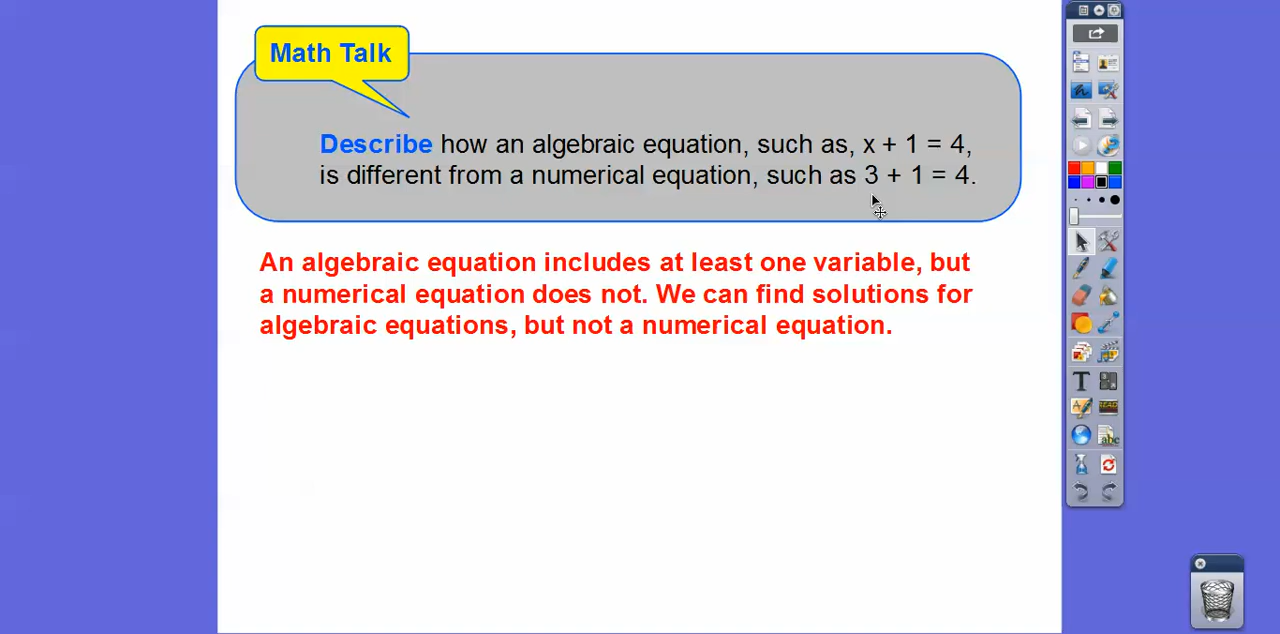 Math Talk
Describe how an algebraic equation, such as, x + 1 = 4,
is different from a numerical equation, such as 3 + 1 = 4.
An algebraic equation includes at least one variable, but
a numerical equation does not. We can find solutions for
algebraic equations, but not a numerical equation.